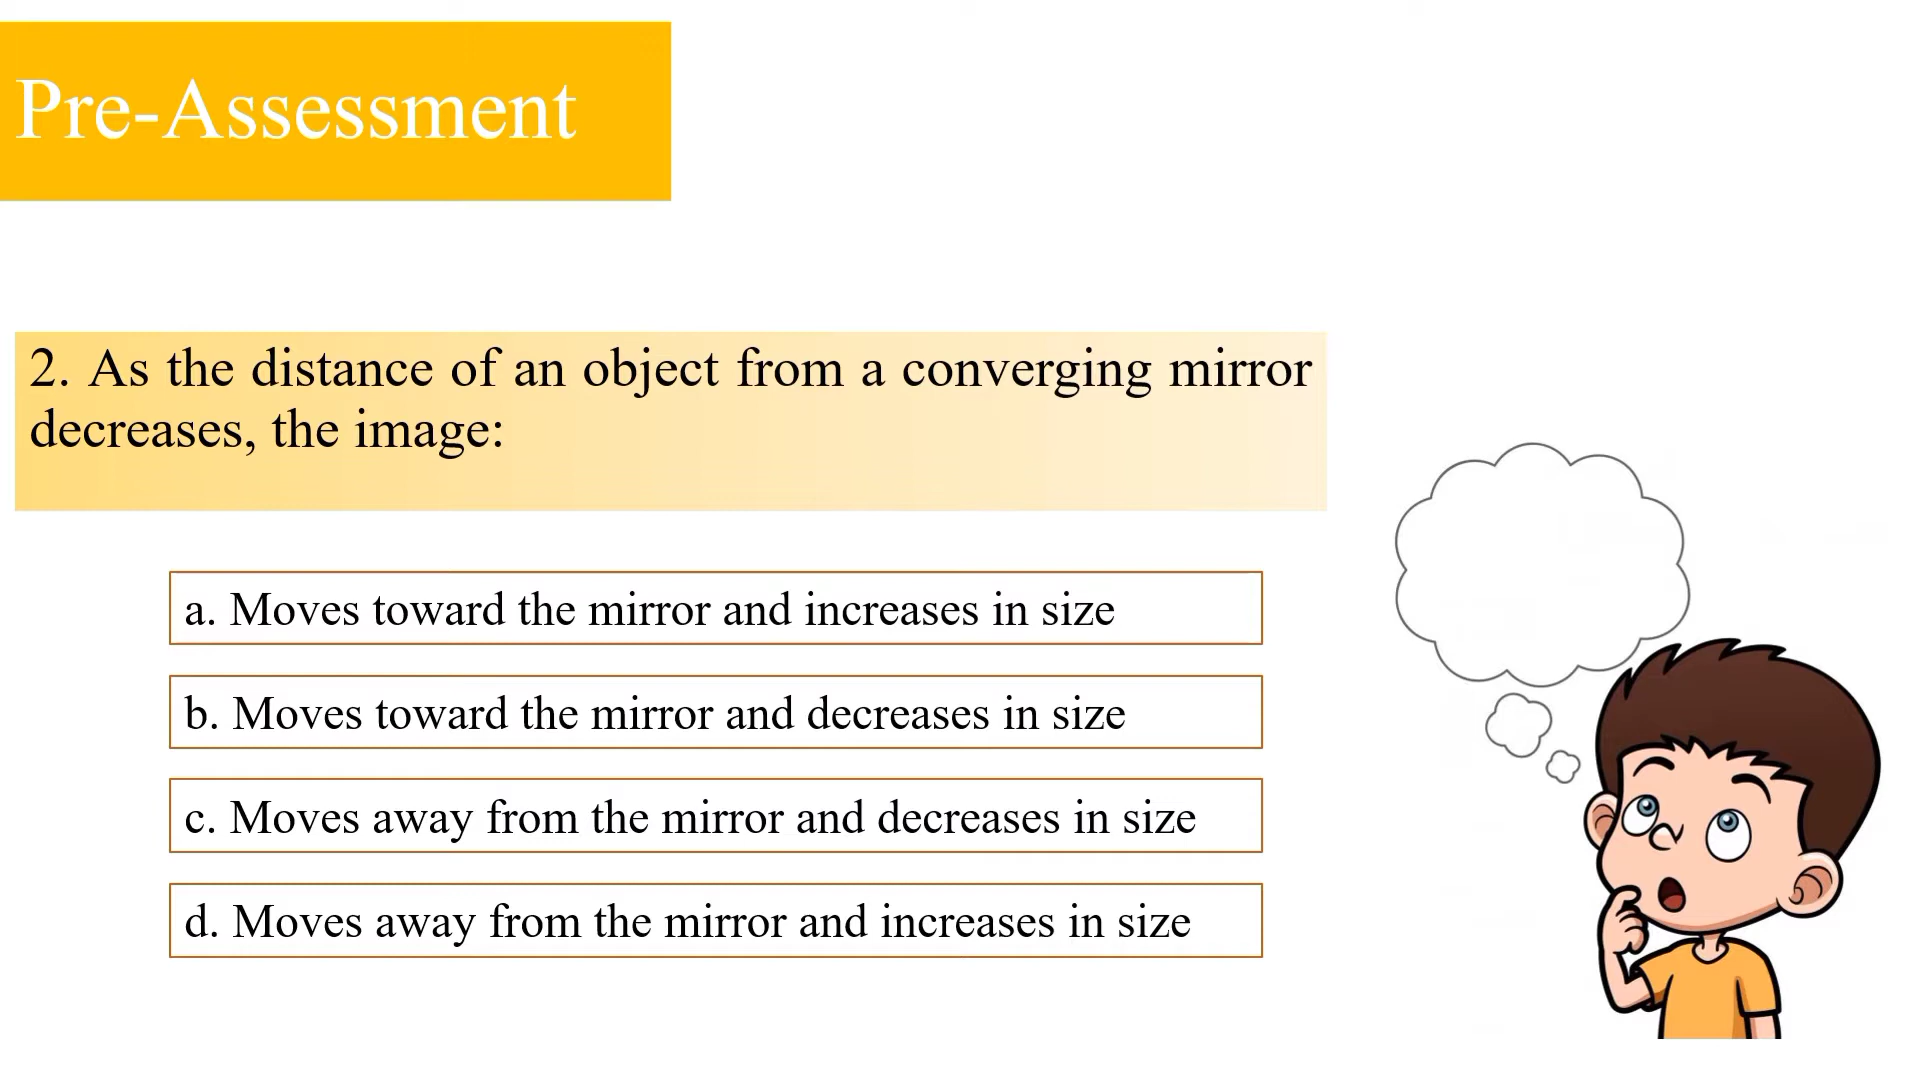 Pre-Assessment
2. As the distance of an object from a converging mirror
decreases, the image:
a. Moves toward the mirror and increases in size
b. Moves toward the mirror and decreases in size
c. Moves away from the mirror and decreases in size
d. Moves away from the mirror and increases in size